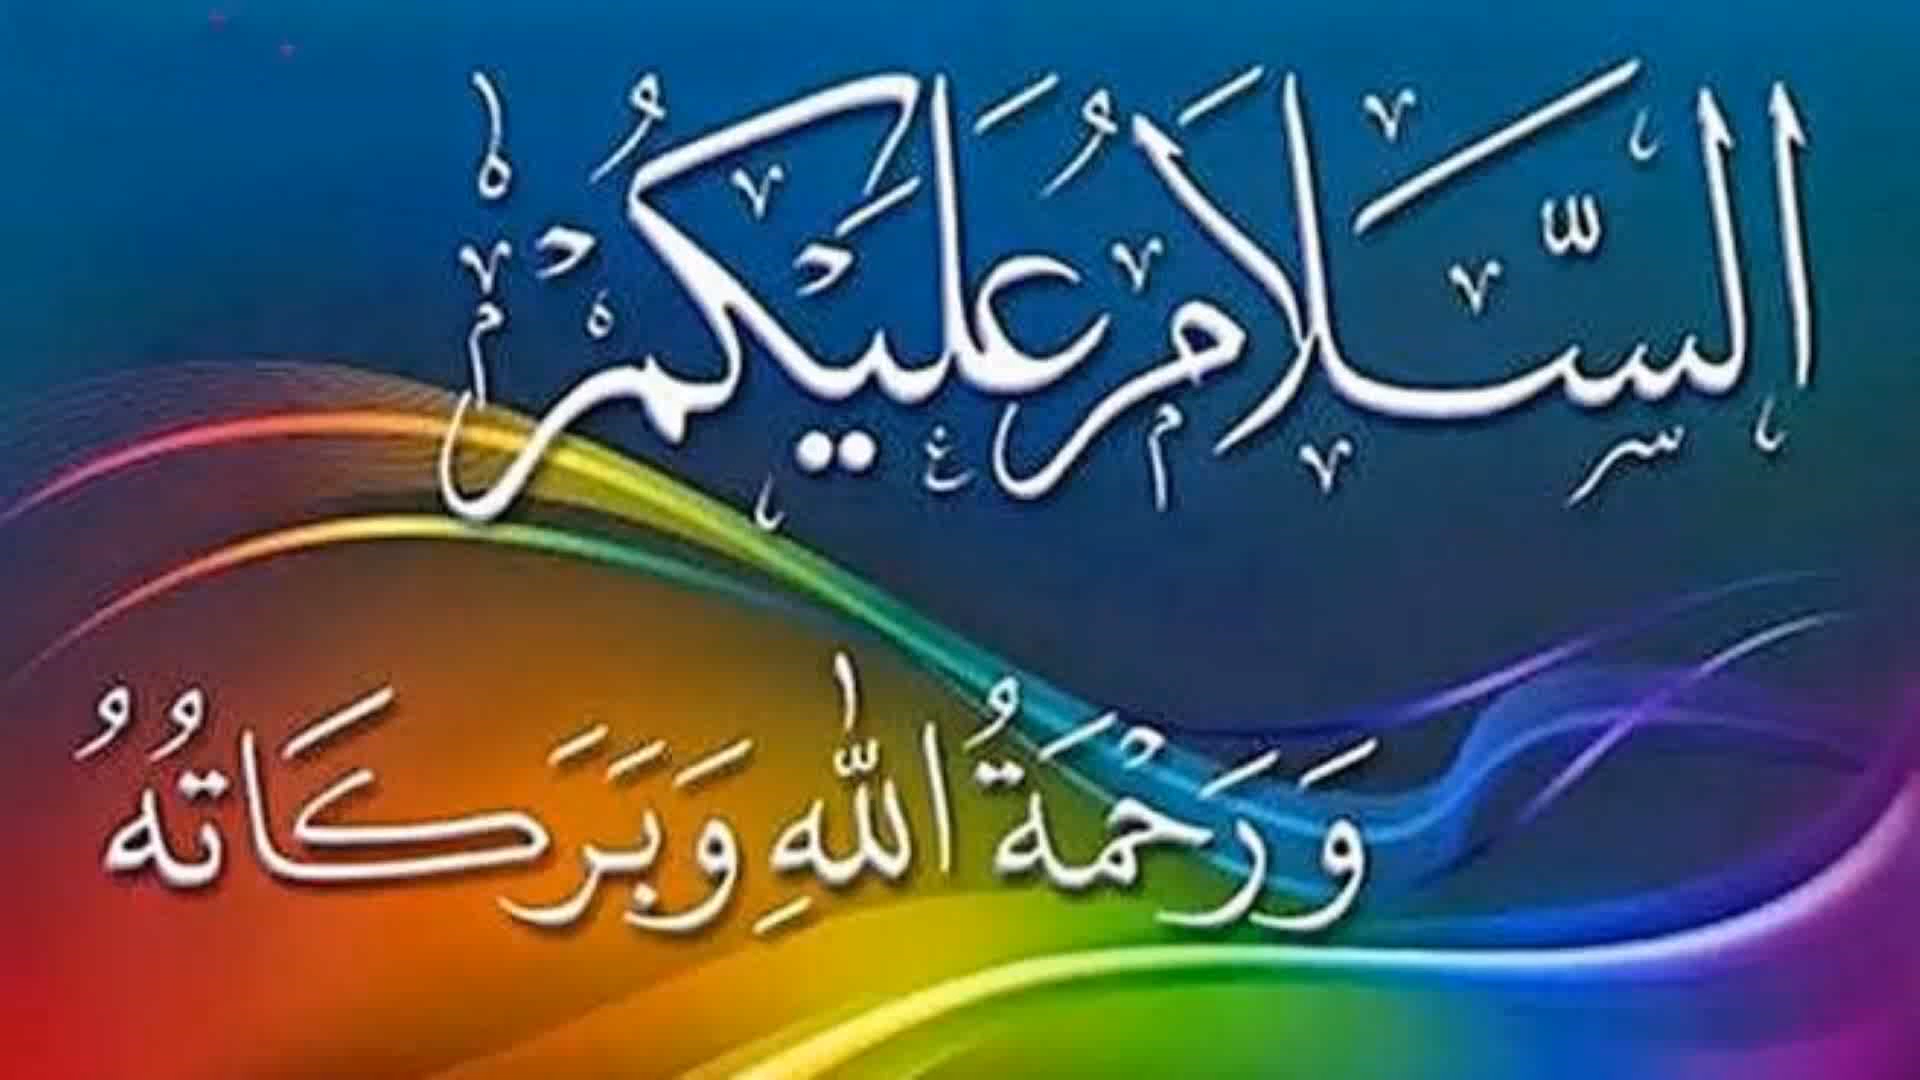 السَّلَامُ عَلَيْكُمْ
وَرَحْمَةُ اللّٰهِ وَبَرَكَاتُهُ